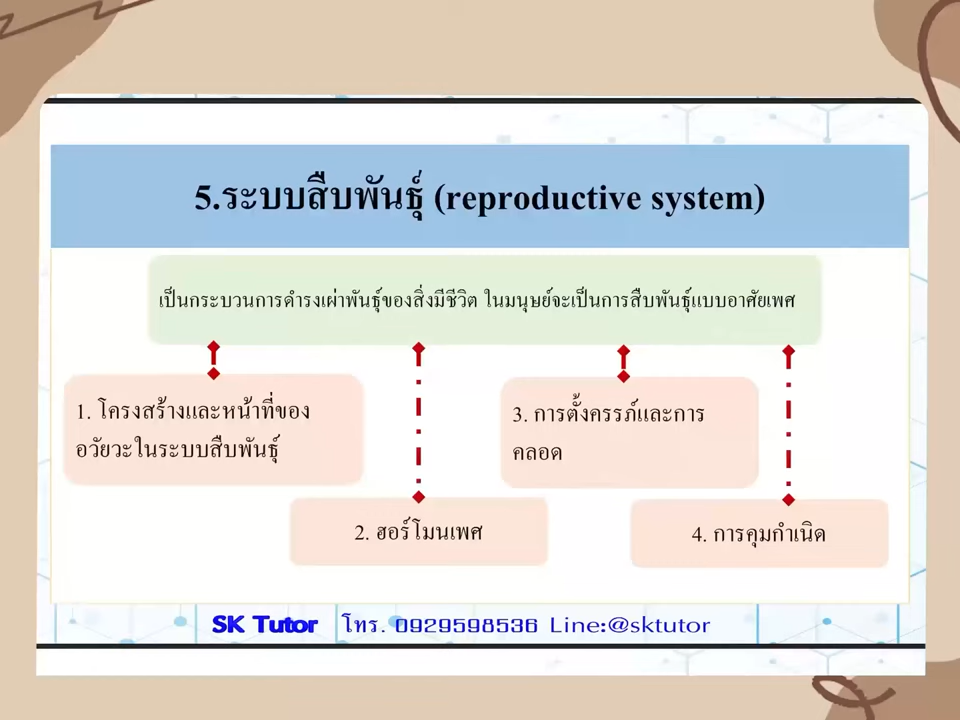 5.ระบบสืบพันธุ์ (reproductive system)
เป็นกระบวนการดำรงเผ่าพันธุ์ของสิ่งมีชีวิต ในมนุษย์จะเป็นการสืบพันธุ์แบบอาศัยเพศ
1. โครงสร้างและหน้าที่ของ
อวัยวะในระบบสืบพันธุ์
2. ฮอร์โมนเพศ
3. การตั้งครรภ์และการ
คลอด
4. การคุมกำเนิด
SK Tutor โทร. 0929598536 Line:@sktutor